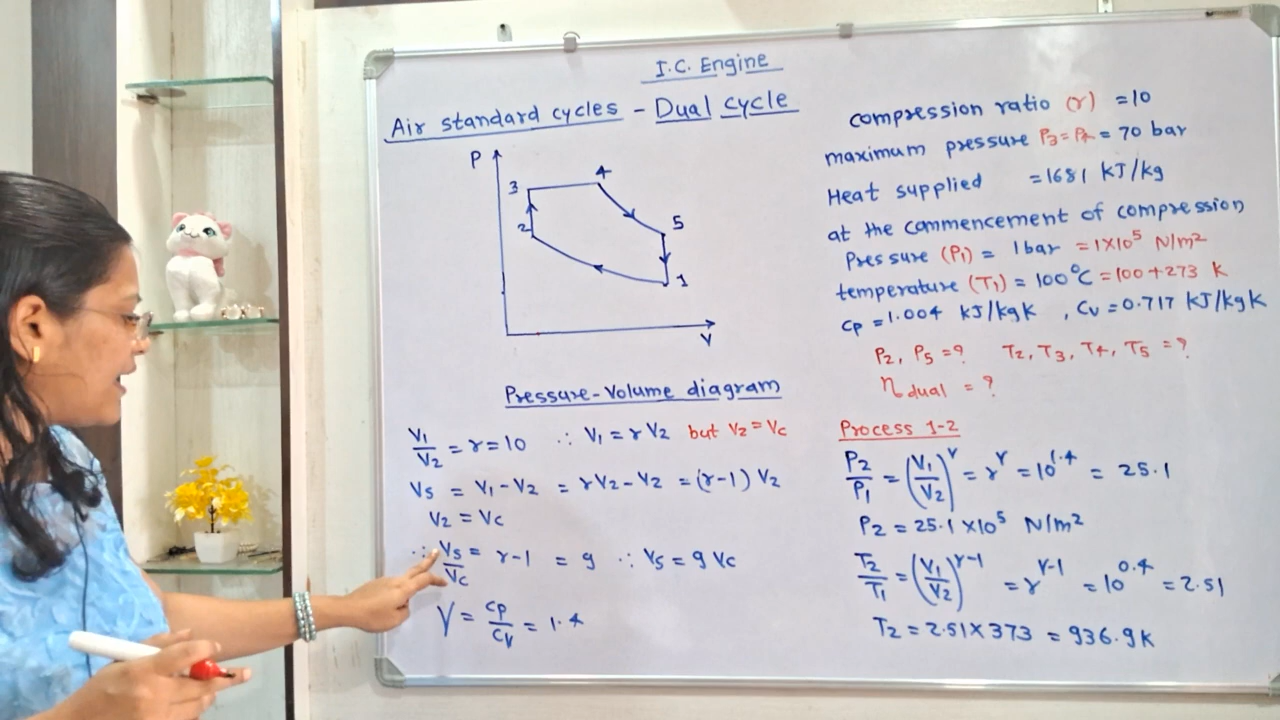 I.C. Engine
Air standard cycles - Dual cycle
P
3
4
2
5
1
V
Pressure-Volume diagram
V1/V2 = r = 10 ∴ V1 = r V2 but V2 = Vc
Vs = V1 - V2 = rV2 - V2 = (r-1) V2
V2 = Vc
∴ Vs/Vc = r-1 = 9 ∴ Vs = 9 Vc
γ = Cp/Cv = 1.4
compression ratio (r) = 10
maximum pressure P3 = P4 = 70 bar
Heat supplied = 1681 kJ/kg
at the commencement of compression
Pressure (P1) = 1 bar = 1×10⁵ N/m²
temperature (T1) = 100°C = 100+273 K
Cp = 1.004 kJ/kgK , Cv = 0.717 kJ/kgK
P2, P5 = ? T2, T3, T4, T5 = ?
η dual = ?
Process 1-2
P2/P1 = (V1/V2)^γ = r^γ = 10^1.4 = 25.1
P2 = 25.1 ×10⁵ N/m²
T2/T1 = (V1/V2)^γ-1 = r^γ-1 = 10^0.4 = 2.51
T2 = 2.51 × 373 = 936.9 K